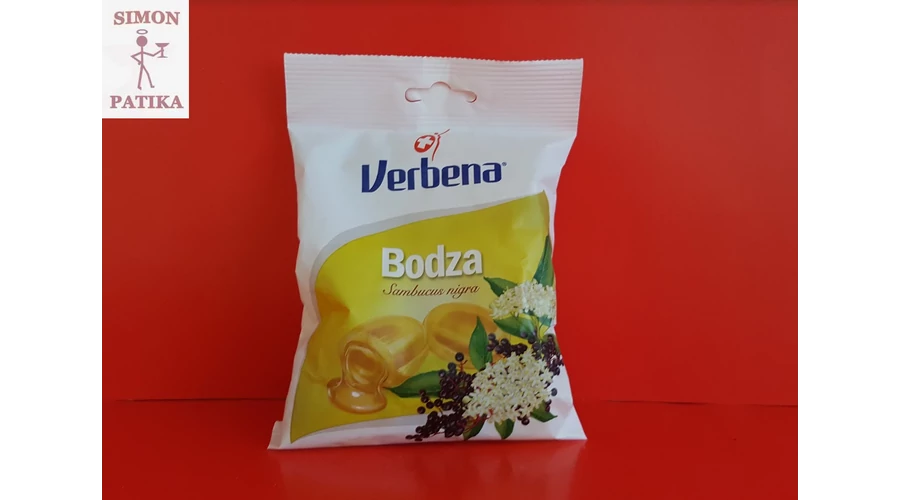 SIMON
PATIKA
Verbena®
Bodza
Sambucus nigra